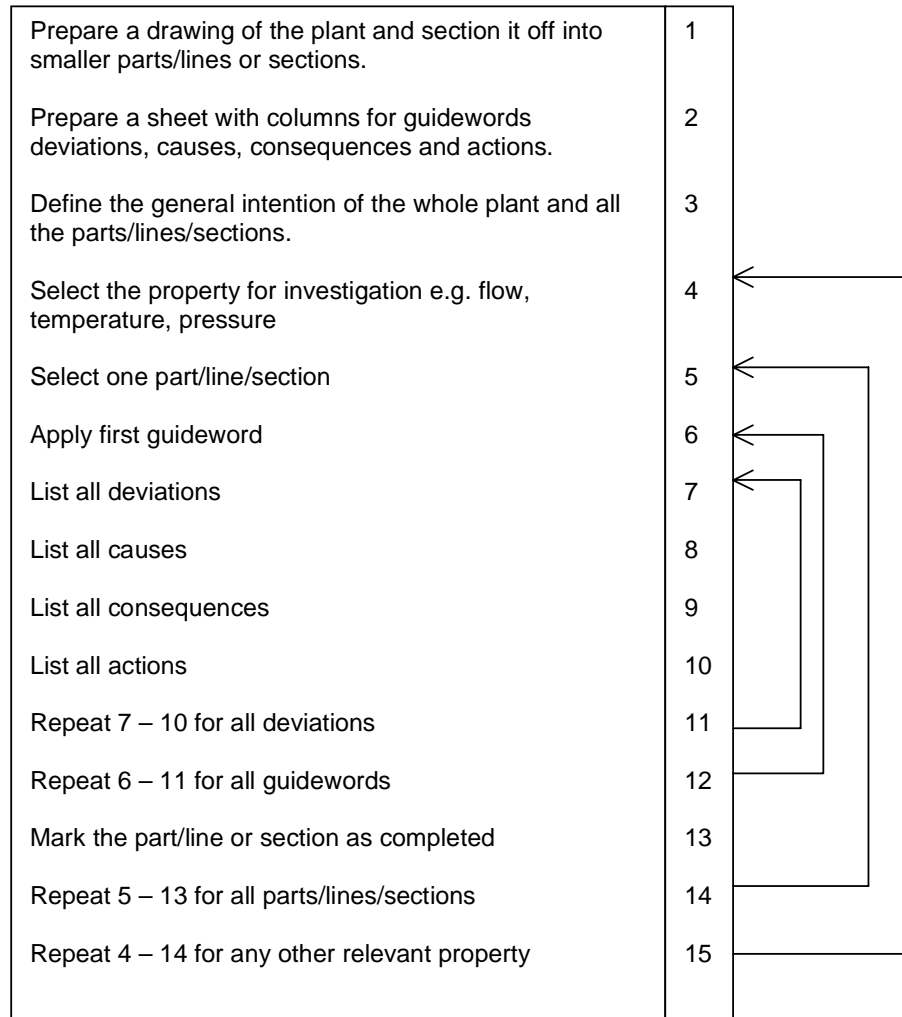 Prepare a drawing of the plant and section it off into 1
smaller parts/lines or sections.
Prepare a sheet with columns for guidewords 2
deviations, causes, consequences and actions.
Define the general intention of the whole plant and all 3
the parts/lines/sections.
Select the property for investigation e.g. flow, 4
temperature, pressure
Select one part/line/section 5
Apply first guideword 6
List all deviations 7
List all causes 8
List all consequences 9
List all actions 10
Repeat 7 – 10 for all deviations 11
Repeat 6 – 11 for all guidewords 12
Mark the part/line or section as completed 13
Repeat 5 – 13 for all parts/lines/sections 14
Repeat 4 – 14 for any other relevant property 15